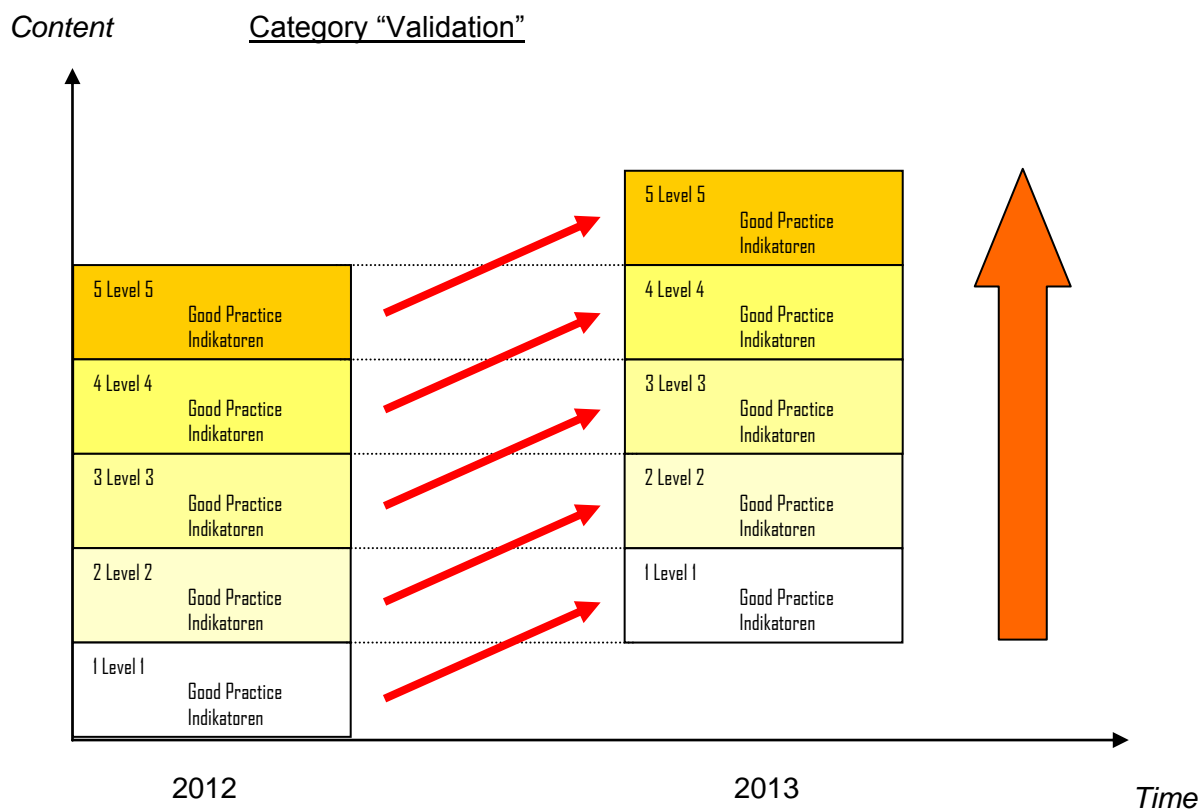 Content
Category “Validation”
5 Level 5
Good Practice
Indikatoren
4 Level 4
Good Practice
Indikatoren
3 Level 3
Good Practice
Indikatoren
2 Level 2
Good Practice
Indikatoren
1 Level 1
Good Practice
Indikatoren
5 Level 5
Good Practice
Indikatoren
4 Level 4
Good Practice
Indikatoren
3 Level 3
Good Practice
Indikatoren
2 Level 2
Good Practice
Indikatoren
1 Level 1
Good Practice
Indikatoren
2012
2013
Time